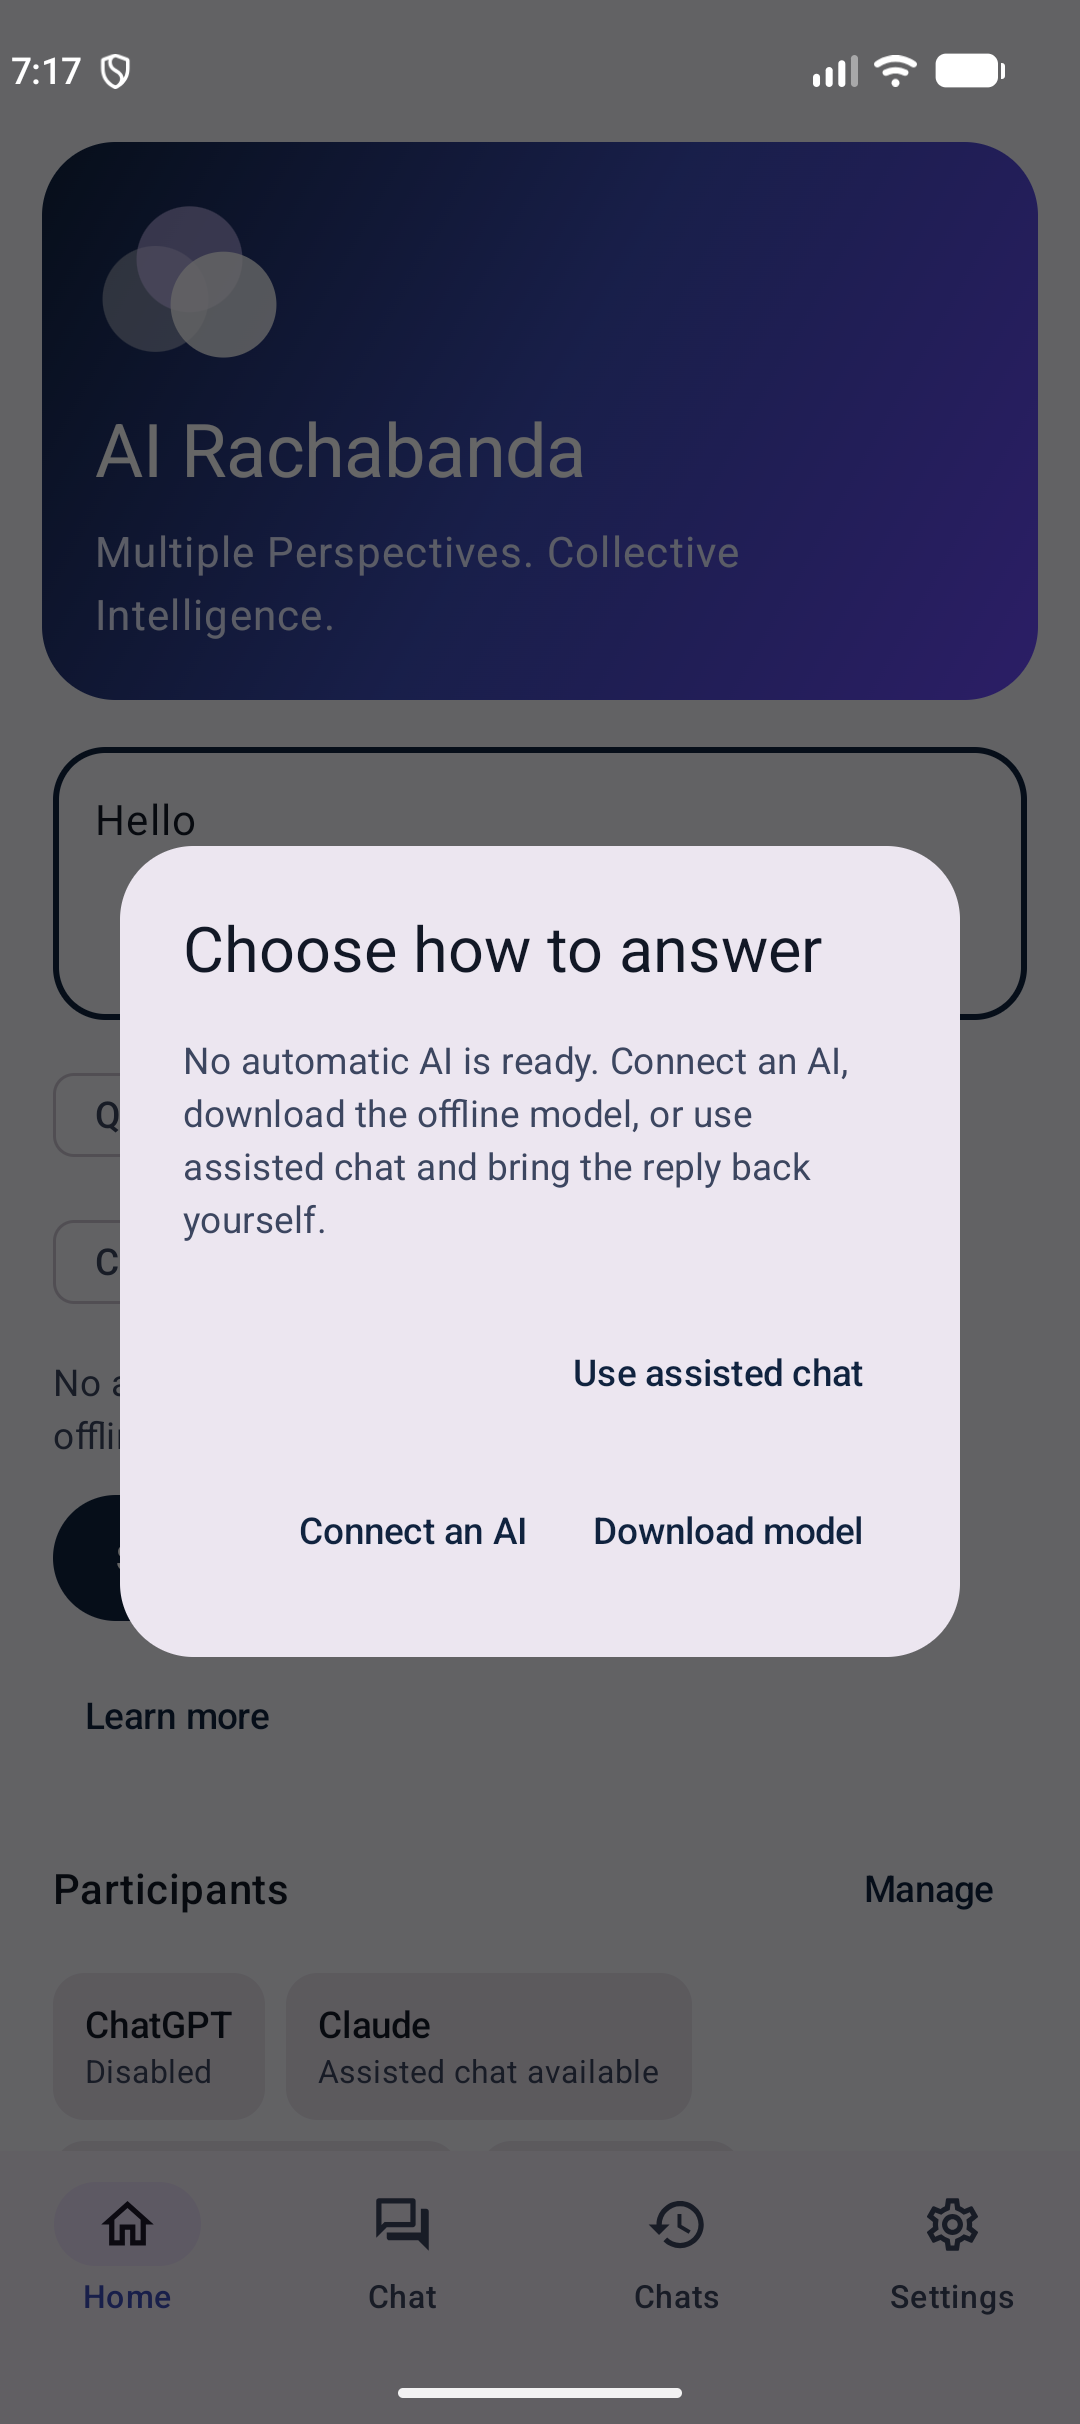 7:17
AI Rachabanda
Multiple Perspectives. Collective
Intelligence.
Hello
Choose how to answer
No automatic AI is ready. Connect an AI,
download the offline model, or use
assisted chat and bring the reply back
yourself.
Use assisted chat
Connect an AI
Download model
No
Learn more
Participants
Manage
ChatGPT
Disabled
Claude
Assisted chat available
Home
Chat
Chats
Settings